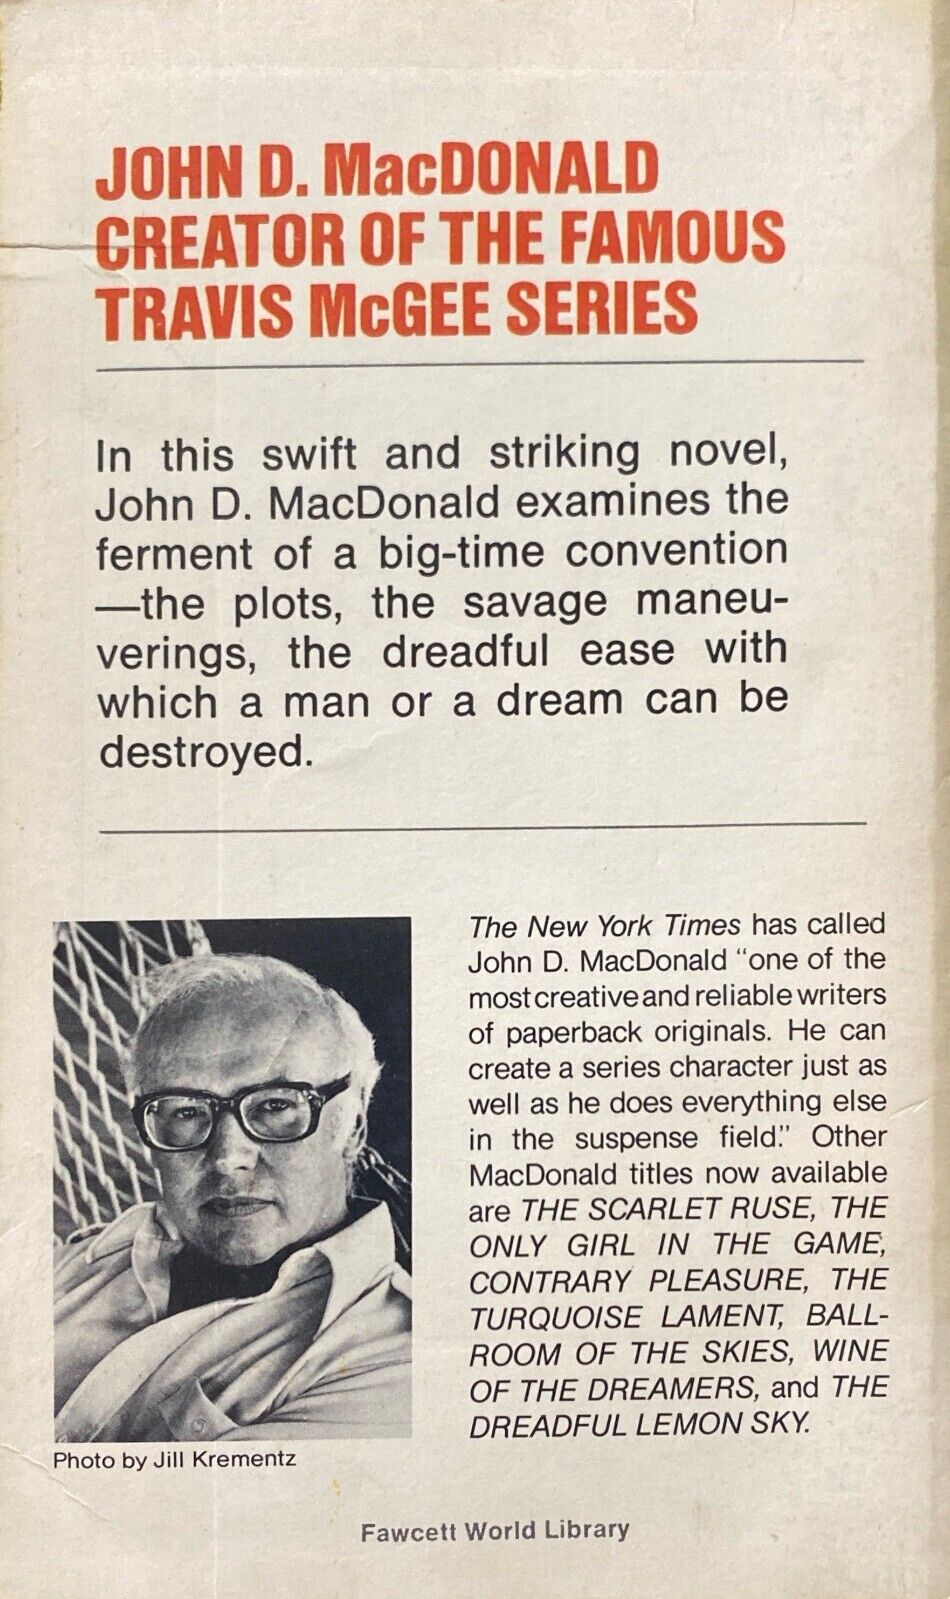 JOHN D. MacDONALD
CREATOR OF THE FAMOUS
TRAVIS McGEE SERIES
In this swift and striking novel,
John D. MacDonald examines the
ferment of a big-time convention
—the plots, the savage maneu-
verings, the dreadful ease with
which a man or a dream can be
destroyed.
The New York Times has called
John D. MacDonald “one of the
most creative and reliable writers
of paperback originals. He can
create a series character just as
well as he does everything else
in the suspense field.” Other
MacDonald titles now available
are THE SCARLET RUSE, THE
ONLY GIRL IN THE GAME,
CONTRARY PLEASURE, THE
TURQUOISE LAMENT, BALL-
ROOM OF THE SKIES, WINE
OF THE DREAMERS, and THE
DREADFUL LEMON SKY.
Photo by Jill Krementz
Fawcett World Library